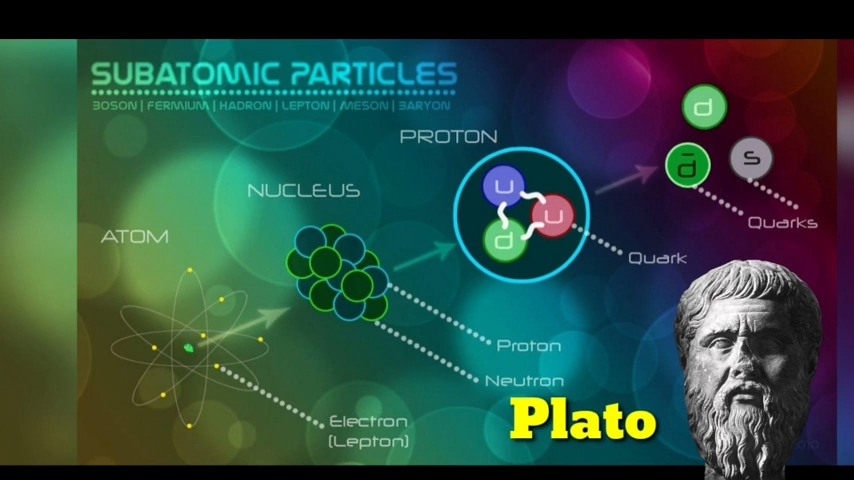 SUBATOMIC PARTICLES
BOSON | FERMIUM | HADRON | LEPTON | MESON | BARYON
PROTON
NUCLEUS
ATOM
d
d̄
s
u
u
d
Quarks
Quark
Proton
Neutron
Electron
(Lepton)
Plato